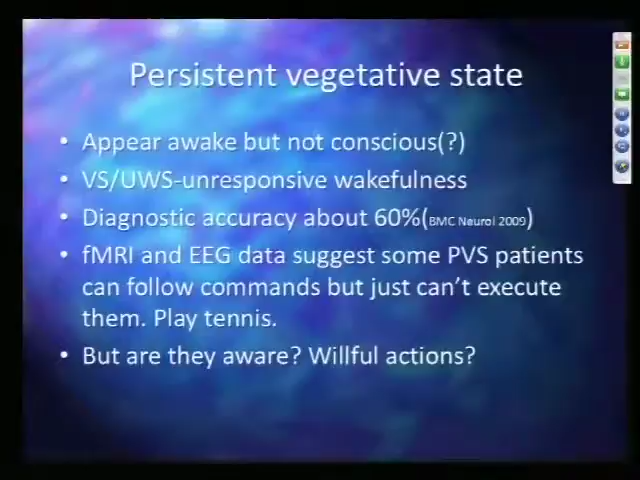 Persistent vegetative state
• Appear awake but not conscious(?)
• VS/UWS-unresponsive wakefulness
• Diagnostic accuracy about 60%(BMC Neurol 2009)
• fMRI and EEG data suggest some PVS patients
can follow commands but just can't execute
them. Play tennis.
• But are they aware? Willful actions?